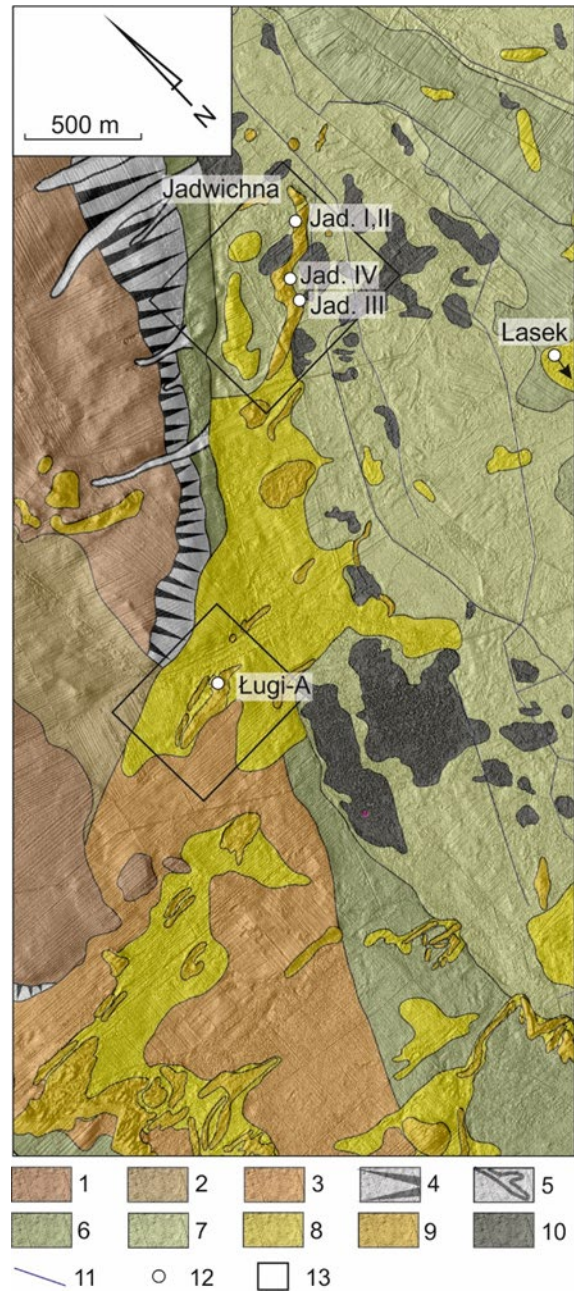 N
500 m
Jadwichna
Jad. I,II
Jad. IV
Jad. III
Lasek
Ługi-A
1 2 3 4 5
6 7 8 9 10
11 12 13